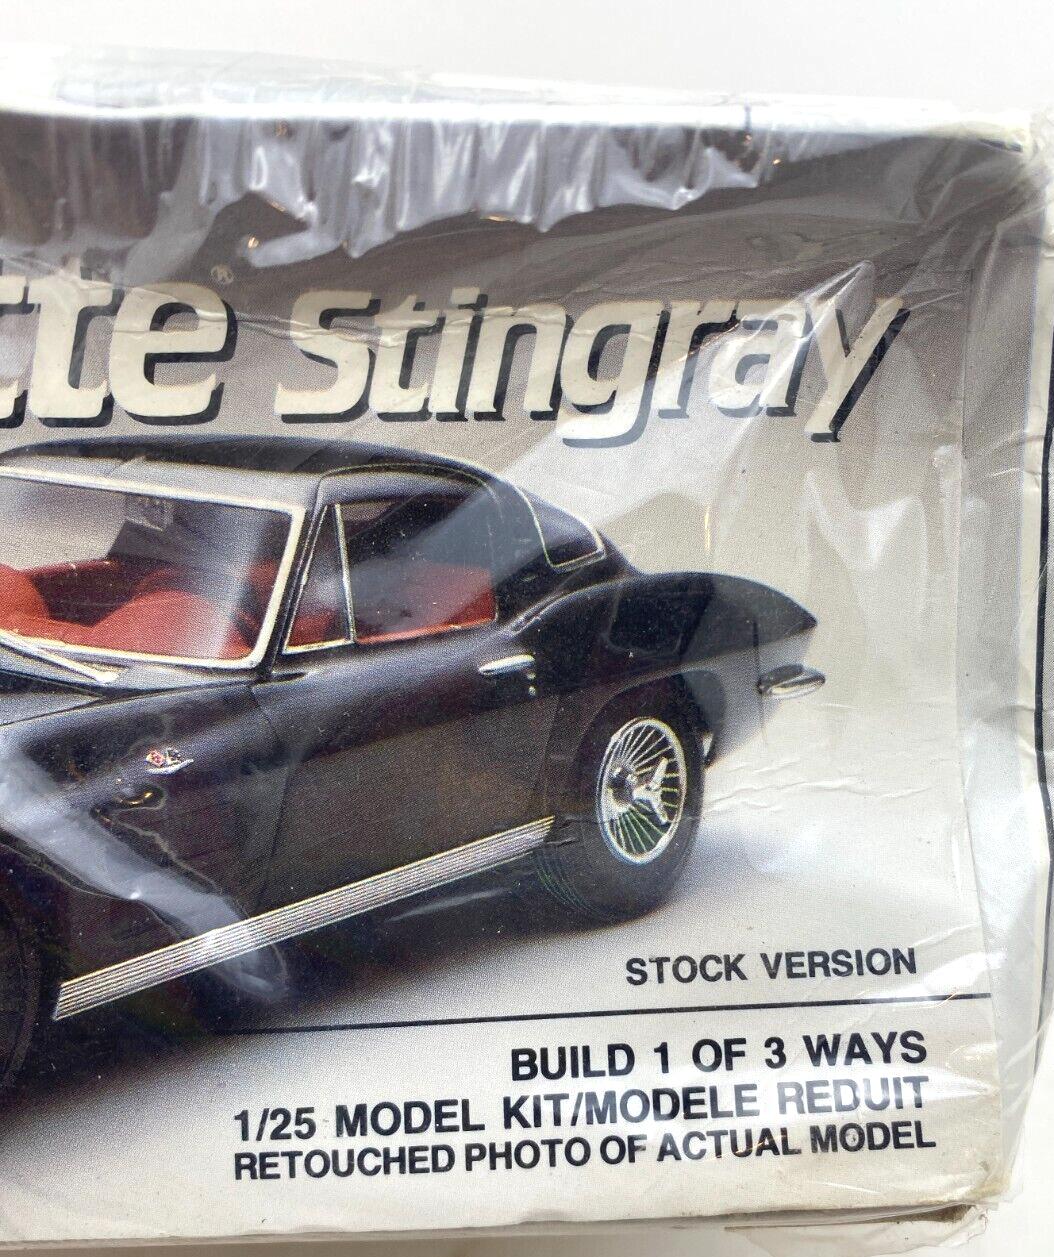 tte® Stingray
STOCK VERSION
BUILD 1 OF 3 WAYS
1/25 MODEL KIT/MODELE REDUIT
RETOUCHED PHOTO OF ACTUAL MODEL